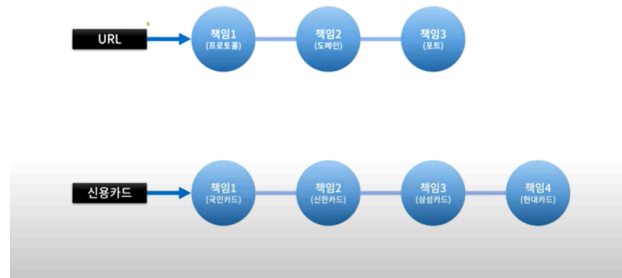 URL
책임1
(프로토콜)
책임2
(도메인)
책임3
(포트)
신용카드
책임1
(국민카드)
책임2
(신한카드)
책임3
(삼성카드)
책임4
(현대카드)